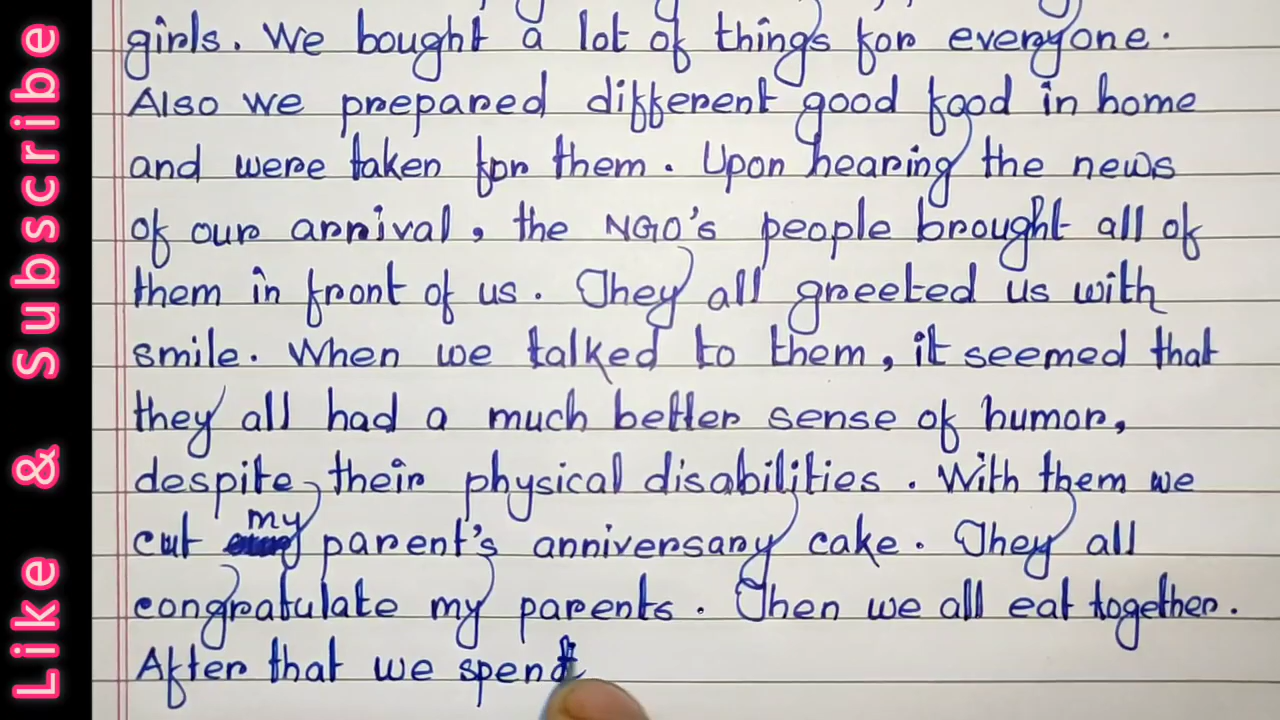 Like & Subscribe
girls. We bought a lot of things for everyone.
Also we prepared different good food in home
and were taken for them. Upon hearing the news
of our arrival, the NGO's people brought all of
them in front of us. They all greeted us with
smile. When we talked to them, it seemed that
they all had a much better sense of humor,
despite their physical disabilities. With them we
cut my parent's anniversary cake. They all
congratulate my parents. Then we all eat together.
After that we spent